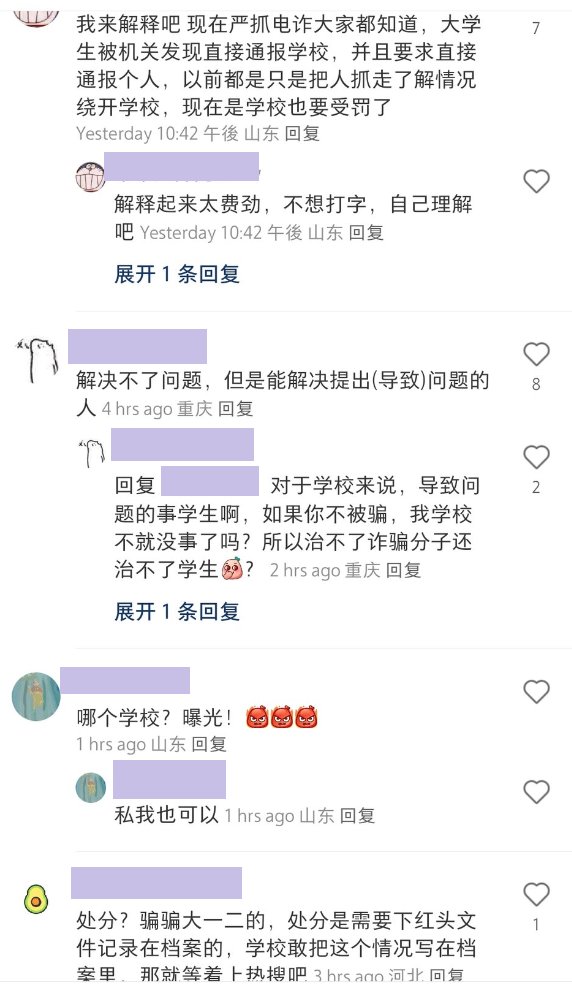 我来解释吧 现在严抓电诈大家都知道，大学
7
生被机关发现直接通报学校，并且要求直接
通报个人，以前都是只是把人抓走了解情况
绕开学校，现在是学校也要受罚了
Yesterday 10:42 午後 山东 回复
解释起来太费劲，不想打字，自己理解
吧 Yesterday 10:42 午後 山东 回复
展开 1 条回复
解决不了问题，但是能解决提出(导致)问题的
8
人 4 hrs ago 重庆 回复
回复 对于学校来说，导致问
2
题的事学生啊，如果你不被骗，我学校
不就没事了吗？所以治不了诈骗分子还
治不了学生？ 2 hrs ago 重庆 回复
展开 1 条回复
哪个学校？曝光！
1 hrs ago 山东 回复
私我也可以 1 hrs ago 山东 回复
处分？骗骗大一二的，处分是需要下红头文
1
件记录在档案的，学校敢把这个情况写在档
案里，那就等着上热搜吧 3 hrs ago 河北 回复